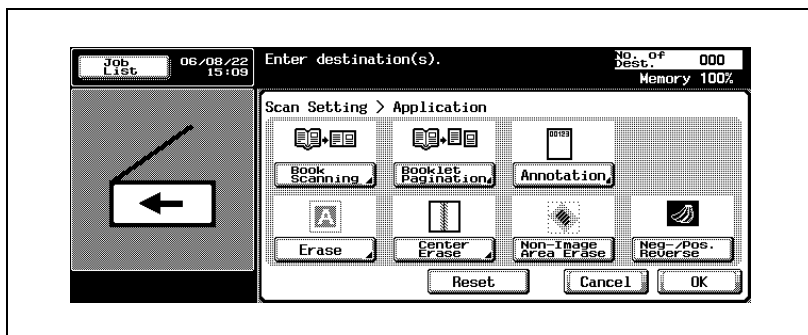 Job
List
06/08/22
15:09
Enter destination(s).
No. of
Dest.
000
Memory 100%
Scan Setting > Application
00123
Book
Scanning
Booklet
Pagination
Annotation
A
Erase
Center
Erase
Non-Image
Area Erase
Neg-/Pos.
Reverse
Reset
Cancel
OK